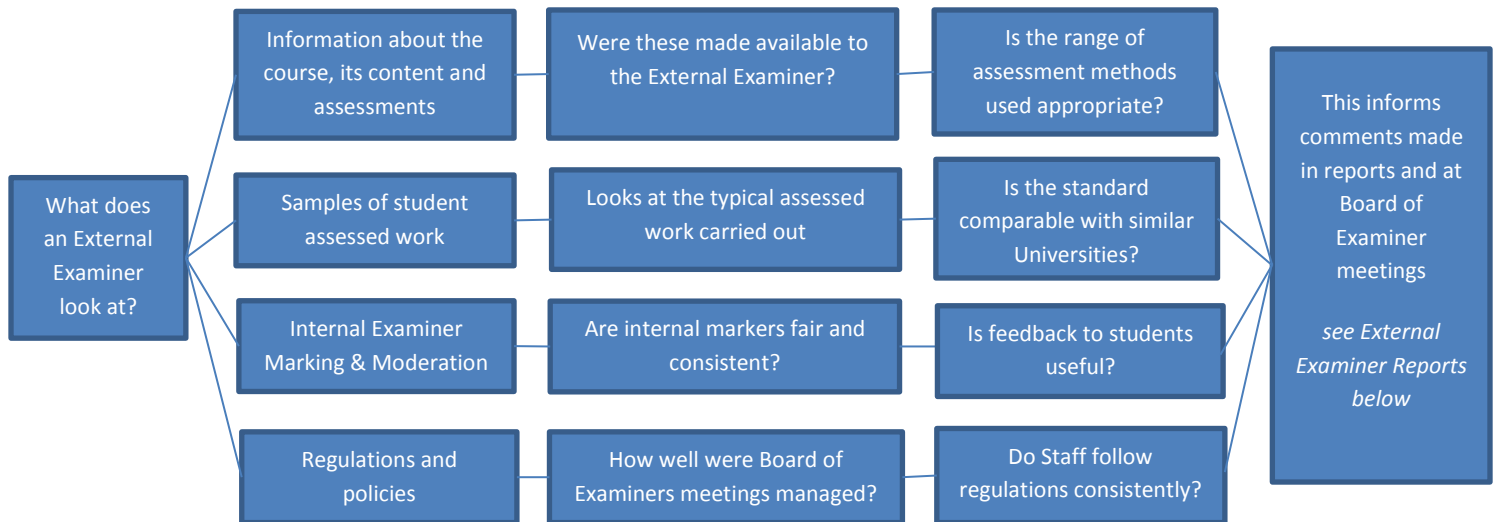 What does
an External
Examiner
look at?
Information about the
course, its content and
assessments
Were these made available to
the External Examiner?
Is the range of
assessment methods
used appropriate?
Samples of student
assessed work
Looks at the typical assessed
work carried out
Is the standard
comparable with similar
Universities?
Internal Examiner
Marking & Moderation
Are internal markers fair and
consistent?
Is feedback to students
useful?
Regulations and
policies
How well were Board of
Examiners meetings managed?
Do Staff follow
regulations consistently?
This informs
comments made
in reports and at
Board of
Examiner
meetings
see External
Examiner Reports
below